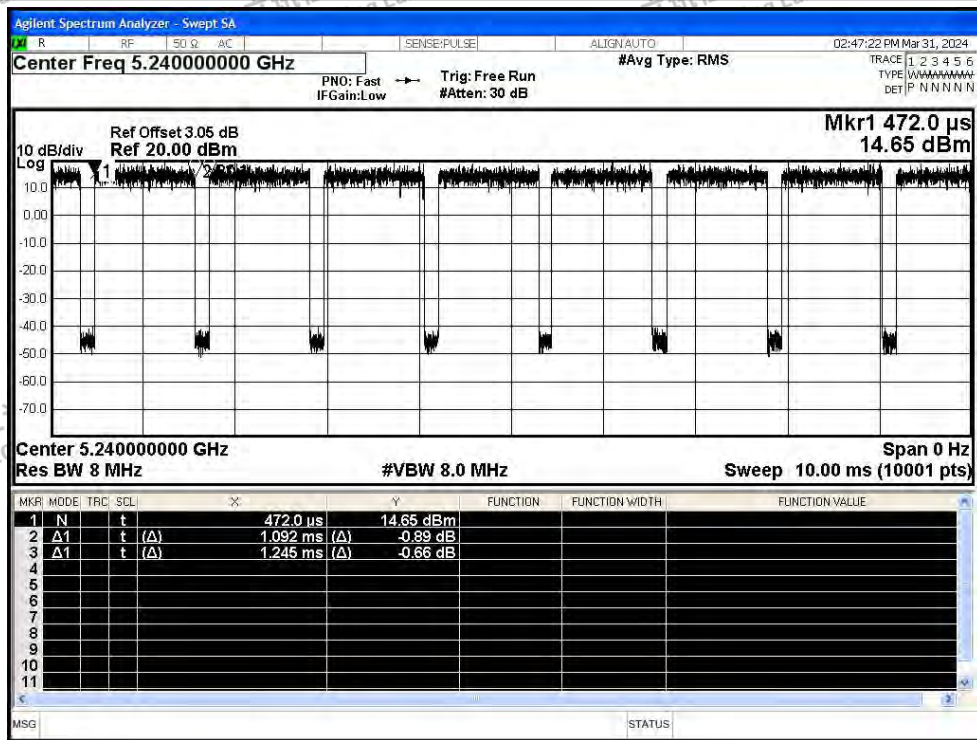 Agilent Spectrum Analyzer - Swept SA
R RF 50 Ω AC SENSE:PULSE ALIGN AUTO 02:47:22 PM Mar 31, 2024
Center Freq 5.240000000 GHz #Avg Type: RMS TRACE 1 2 3 4 5 6
PNO: Fast Trig: Free Run TYPE
IFGain:Low #Atten: 30 dB DET P N N N N N
Mkr1 472.0 µs
14.65 dBm
Ref Offset 3.05 dB
10 dB/div Ref 20.00 dBm
Log
1
10.0
0.00
-10.0
-20.0
-30.0
-40.0
-50.0
-60.0
-70.0
Center 5.240000000 GHz Span 0 Hz
Res BW 8 MHz #VBW 8.0 MHz Sweep 10.00 ms (10001 pts)
MKR MODE TRC SCL X Y FUNCTION FUNCTION WIDTH FUNCTION VALUE
1 N t 472.0 µs 14.65 dBm
2 Δ1 t (Δ) 1.092 ms (Δ) -0.89 dB
3 Δ1 t (Δ) 1.245 ms (Δ) -0.66 dB
4
5
6
7
8
9
10
11
MSG STATUS